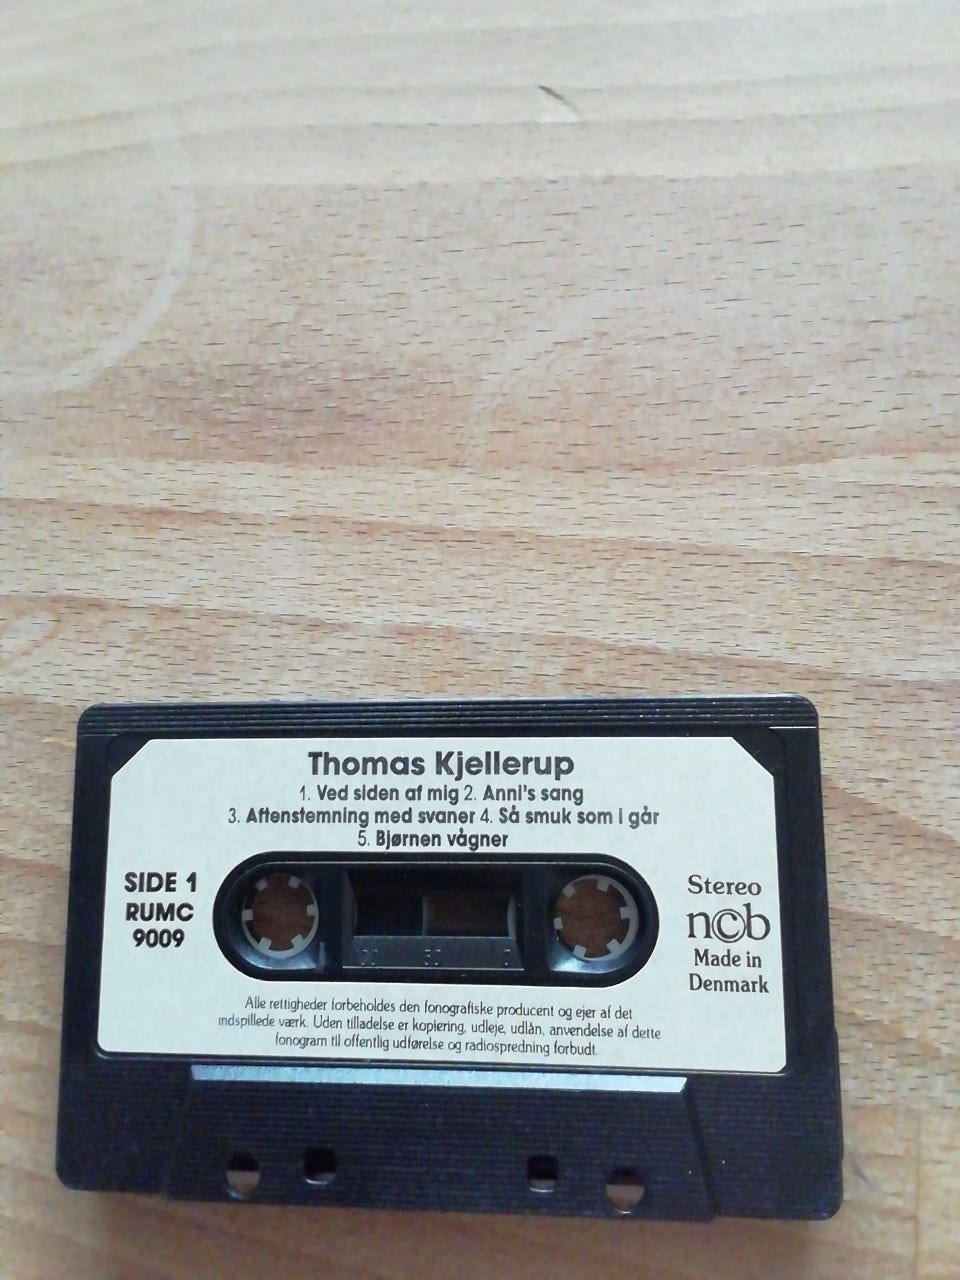 Thomas Kjellerup
1. Ved siden af mig 2. Anni's sang
3. Aftenstemning med svaner 4. Så smuk som i går
5. Bjørnen vågner
SIDE 1
RUMC
9009
Stereo
n©b
Made in
Denmark
100 50 0
Alle rettigheder forbeholdes den fonografiske producent og ejer af det
indspillede værk. Uden tilladelse er kopiering, udleje, udlån, anvendelse af dette
fonogram til offentlig udførelse og radiospredning forbudt.